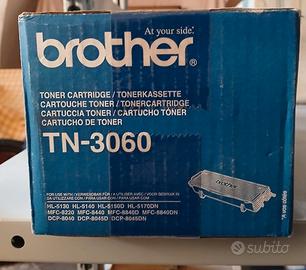 At your side.
brother®
TONER CARTRIDGE / TONERKASSETTE
CARTOUCHE TONER / TONERCARTRIDGE
CARTUCCIA TONER / CARTUCHO TÓNER
CARTUCHO DE TONER
TN-3060
HL-5130 HL-5140 HL-5150D HL-5170DN
MFC-8220 MFC-8440 MFC-8840D MFC-8840DN
DCP-8040 DCP-8045D DCP-8045DN
subito